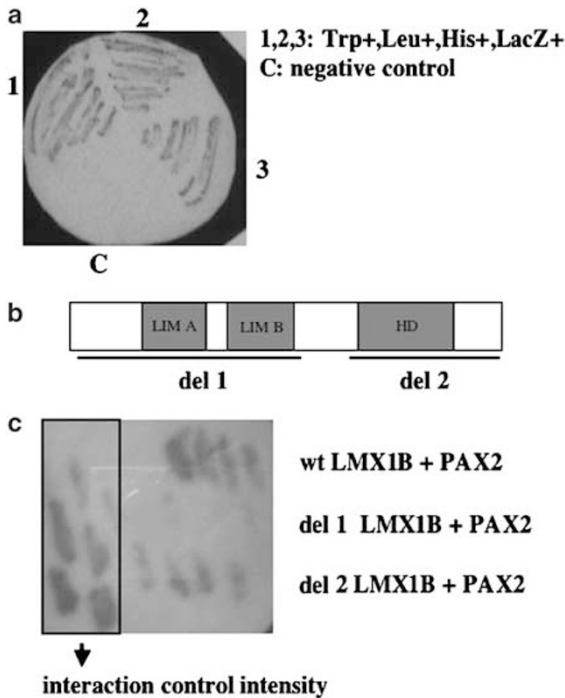 a
2
1,2,3: Trp+,Leu+,His+,LacZ+
C: negative control
1
3
C
b
LIM A LIM B HD
del 1 del 2
c
wt LMX1B + PAX2
del 1 LMX1B + PAX2
del 2 LMX1B + PAX2
interaction control intensity